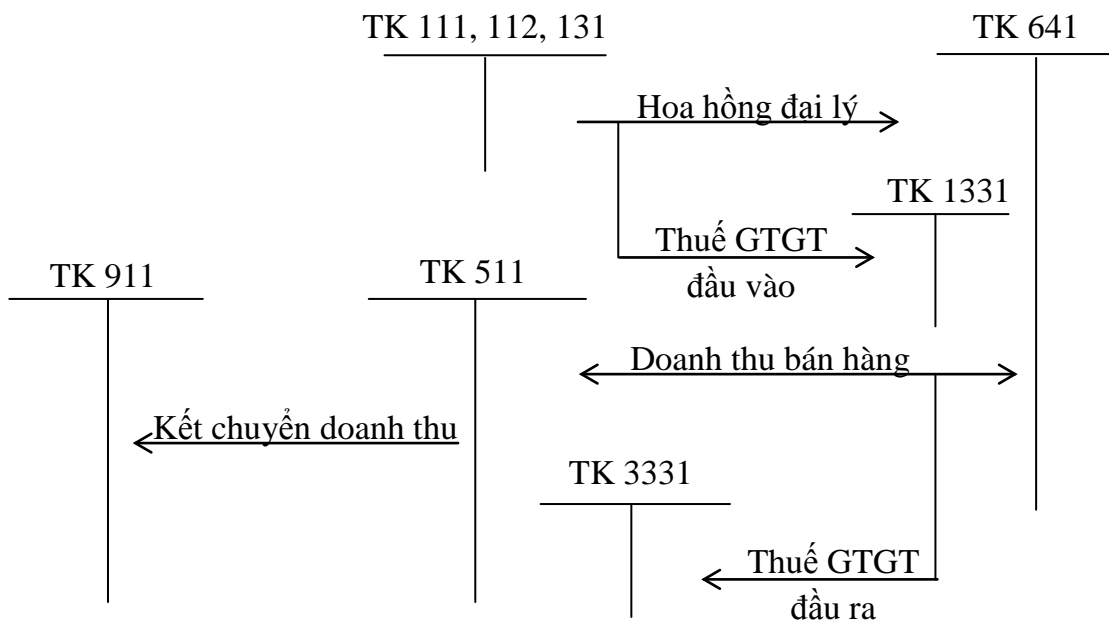 TK 111, 112, 131
TK 641
Hoa hồng đại lý
TK 1331
Thuế GTGT
đầu vào
TK 911
TK 511
Doanh thu bán hàng
Kết chuyển doanh thu
TK 3331
Thuế GTGT
đầu ra